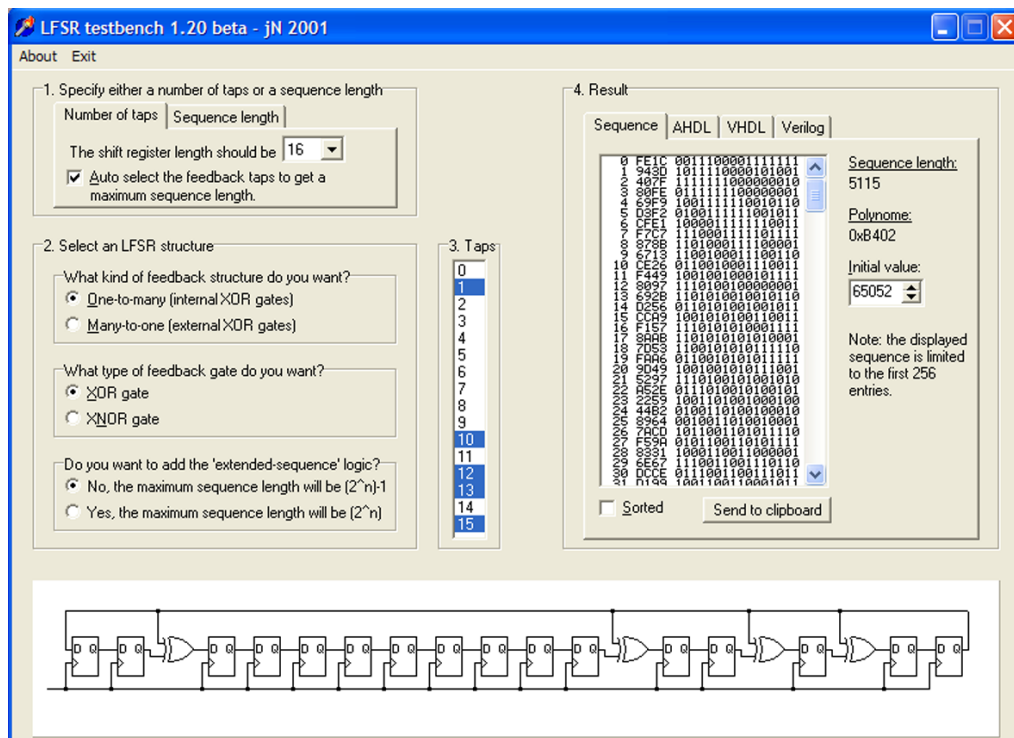 LFSR testbench 1.20 beta - jN 2001
About Exit
1. Specify either a number of taps or a sequence length
Number of taps Sequence length
The shift register length should be 16
Auto select the feedback taps to get a
maximum sequence length.
2. Select an LFSR structure
What kind of feedback structure do you want?
One-to-many (internal XOR gates)
Many-to-one (external XOR gates)
What type of feedback gate do you want?
XOR gate
XNOR gate
Do you want to add the 'extended-sequence' logic?
No, the maximum sequence length will be (2^n)-1
Yes, the maximum sequence length will be (2^n)
3. Taps
0
1
2
3
4
5
6
7
8
9
10
11
12
13
14
15
4. Result
Sequence AHDL VHDL Verilog
0 FE1C 0011100001111111
1 943D 1011110000101001
2 407F 1111111000000010
3 80FE 0111111100000001
4 69F9 1001111110010110
5 D3F2 0100111111001011
6 CFE1 1000011111110011
7 F7C7 1110001111101111
8 878B 1101000111100001
9 6713 1100100011100110
10 CE26 0110010001110011
11 F449 1001001000101111
12 8097 1110100100000001
13 692B 1101010010010110
14 D256 0110101001001011
15 CCA9 1001010100110011
16 F157 1110101010001111
17 8AAB 1101010101010001
18 7D53 1100101010111110
19 FAA6 0110010101011111
20 9D49 1001001010111001
21 5297 1110100101001010
22 A52E 0111010010100101
23 2259 1001101001000100
24 44B2 0100110100100010
25 8964 0010011010010001
26 7ACD 1011001101011110
27 F59A 0101100110101111
28 8331 1000110011000001
29 6E67 1110011001110110
30 DCCE 0111001100111011
31 D199 1001100110001011
Sorted
Send to clipboard
Sequence length:
5115
Polynome:
0xB402
Initial value:
65052
Note: the displayed
sequence is limited
to the first 256
entries.
D Q D Q D Q D Q D Q D Q D Q D Q D Q D Q D Q D Q D Q D Q D Q D Q